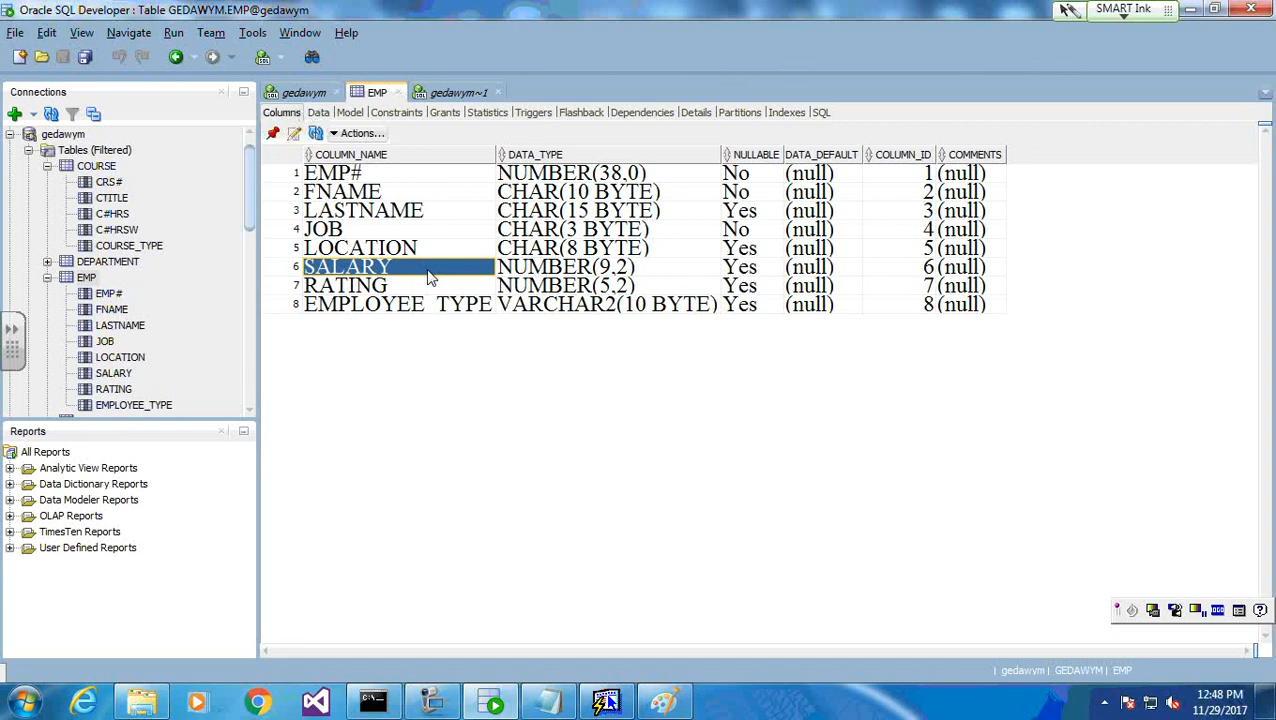 Oracle SQL Developer : Table GEDAWYM.EMP@gedawym
SMART Ink
File Edit View Navigate Run Team Tools Window Help
Connections
gedawym
Tables (Filtered)
COURSE
CRS#
CTITLE
C#HRS
C#HRSW
COURSE_TYPE
DEPARTMENT
EMP
EMP#
FNAME
LASTNAME
JOB
LOCATION
SALARY
RATING
EMPLOYEE_TYPE
Reports
All Reports
Analytic View Reports
Data Dictionary Reports
Data Modeler Reports
OLAP Reports
TimesTen Reports
User Defined Reports
gedawym EMP gedawym~1
Columns Data Model Constraints Grants Statistics Triggers Flashback Dependencies Details Partitions Indexes SQL
Actions...
COLUMN_NAME DATA_TYPE NULLABLE DATA_DEFAULT COLUMN_ID COMMENTS
1 EMP# NUMBER(38,0) No (null) 1 (null)
2 FNAME CHAR(10 BYTE) No (null) 2 (null)
3 LASTNAME CHAR(15 BYTE) Yes (null) 3 (null)
4 JOB CHAR(3 BYTE) No (null) 4 (null)
5 LOCATION CHAR(8 BYTE) Yes (null) 5 (null)
6 SALARY NUMBER(9,2) Yes (null) 6 (null)
7 RATING NUMBER(5,2) Yes (null) 7 (null)
8 EMPLOYEE_TYPE VARCHAR2(10 BYTE) Yes (null) 8 (null)
gedawym GEDAWYM EMP
12:48 PM
11/29/2017